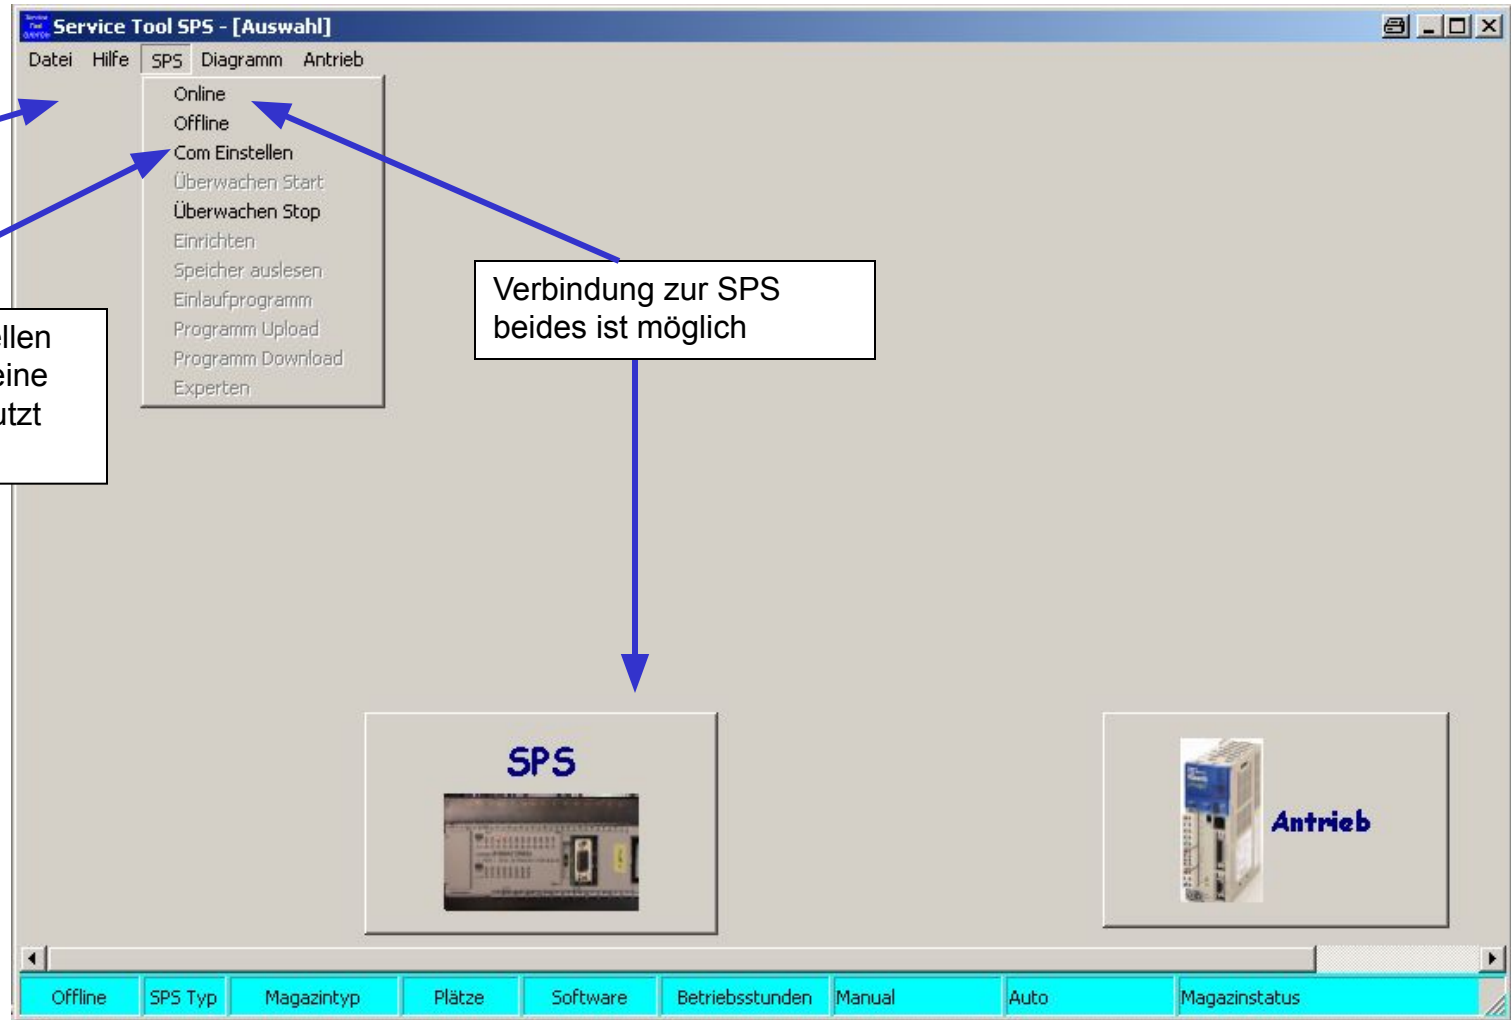 Service Tool SPS - [Auswahl]
Datei Hilfe SPS Diagramm Antrieb
Online
Offline
Com Einstellen
Überwachen Start
Überwachen Stop
Einrichten
Speicher auslesen
Einlaufprogramm
Programm Upload
Programm Download
Experten
llen
eine
utzt
Verbindung zur SPS
beides ist möglich
SPS
Antrieb
Offline SPS Typ Magazintyp Plätze Software Betriebsstunden Manual Auto Magazinstatus